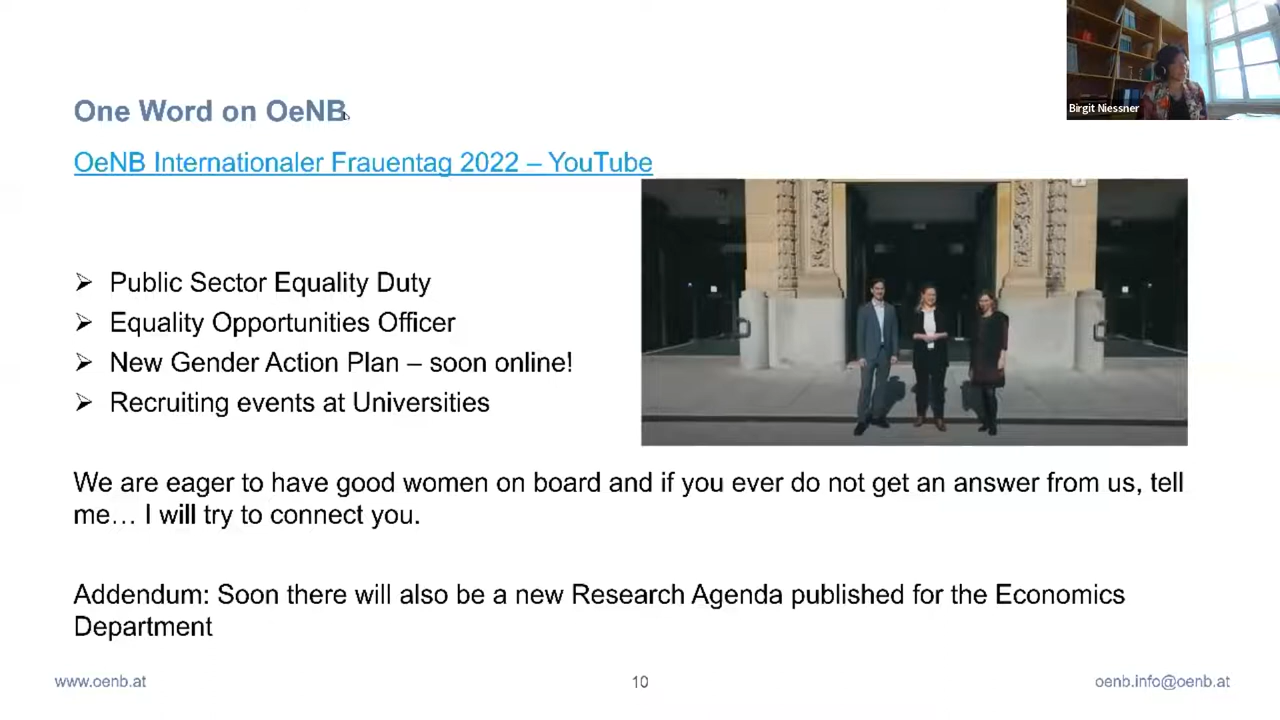 Birgit Niessner
One Word on OeNB
OeNB Internationaler Frauentag 2022 – YouTube
➢ Public Sector Equality Duty
➢ Equality Opportunities Officer
➢ New Gender Action Plan – soon online!
➢ Recruiting events at Universities
We are eager to have good women on board and if you ever do not get an answer from us, tell
me… I will try to connect you.
Addendum: Soon there will also be a new Research Agenda published for the Economics
Department
www.oenb.at
10
oenb.info@oenb.at